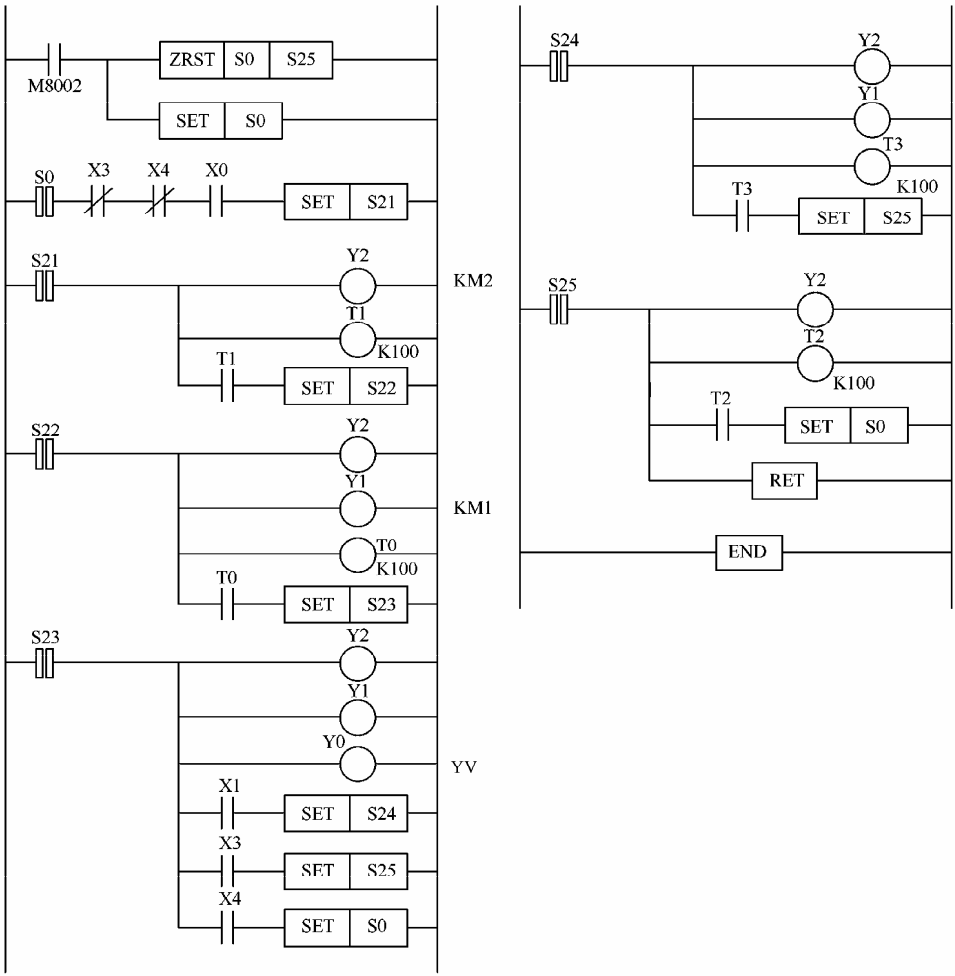 M8002
ZRST S0 S25
SET S0
S0 X3 X4 X0
SET S21
S21
Y2
KM2
T1
K100
T1
SET S22
S22
Y2
Y1
KM1
T0
K100
T0
SET S23
S23
Y2
Y1
Y0
YV
X1
SET S24
X3
SET S25
X4
SET S0
S24
Y2
Y1
T3
K100
T3
SET S25
S25
Y2
T2
K100
T2
SET S0
RET
END